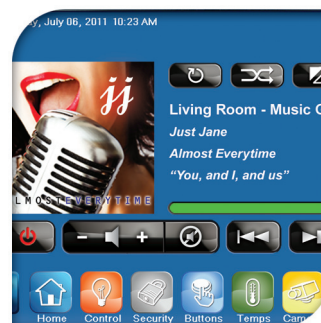 y, July 06, 2011 10:23 AM
jj
LMOSTEVERYTIME
Living Room - Music
Just Jane
Almost Everytime
“You, and I, and us”
Home Control Security Buttons Temps Cam